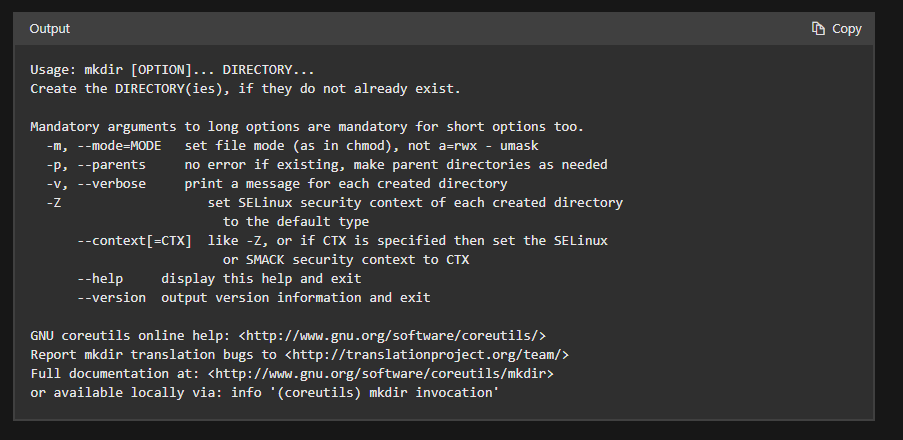 Output
Copy
Usage: mkdir [OPTION]... DIRECTORY...
Create the DIRECTORY(ies), if they do not already exist.

Mandatory arguments to long options are mandatory for short options too.
  -m, --mode=MODE   set file mode (as in chmod), not a=rwx - umask
  -p, --parents     no error if existing, make parent directories as needed
  -v, --verbose     print a message for each created directory
  -Z                   set SELinux security context of each created directory
                         to the default type
      --context[=CTX]  like -Z, or if CTX is specified then set the SELinux
                         or SMACK security context to CTX
      --help     display this help and exit
      --version  output version information and exit

GNU coreutils online help: <http://www.gnu.org/software/coreutils/>
Report mkdir translation bugs to <http://translationproject.org/team/>
Full documentation at: <http://www.gnu.org/software/coreutils/mkdir>
or available locally via: info '(coreutils) mkdir invocation'